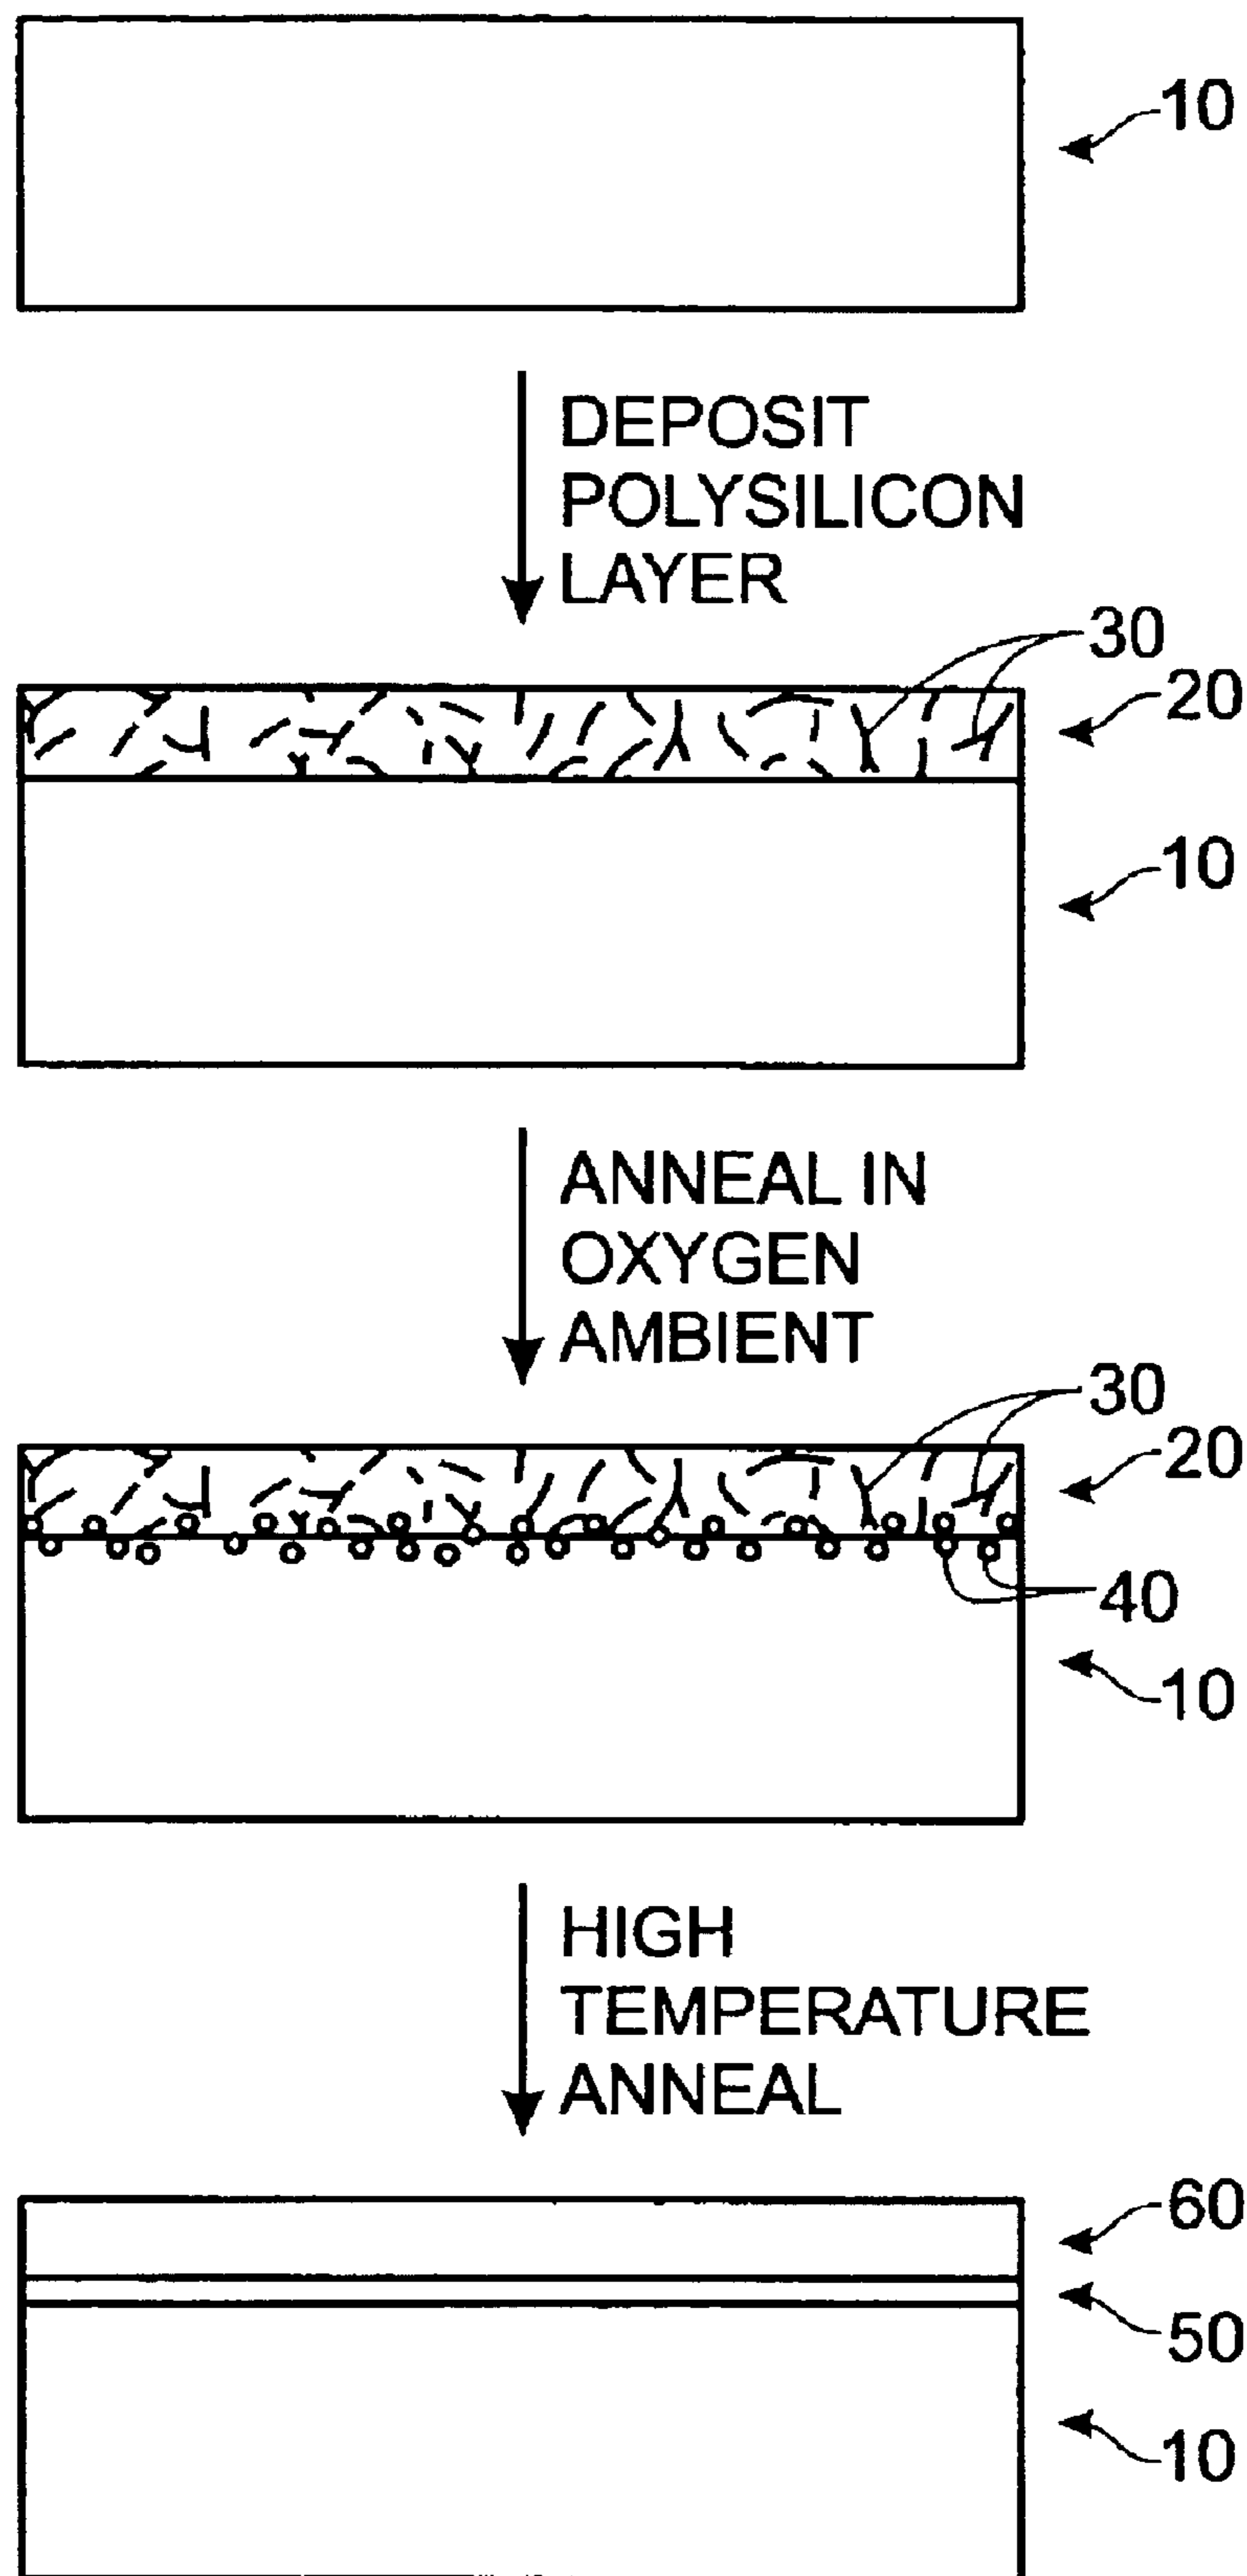 10
DEPOSIT
POLYSILICON
LAYER
30
20
10
ANNEAL IN
OXYGEN
AMBIENT
30
20
40
10
HIGH
TEMPERATURE
ANNEAL
60
50
10